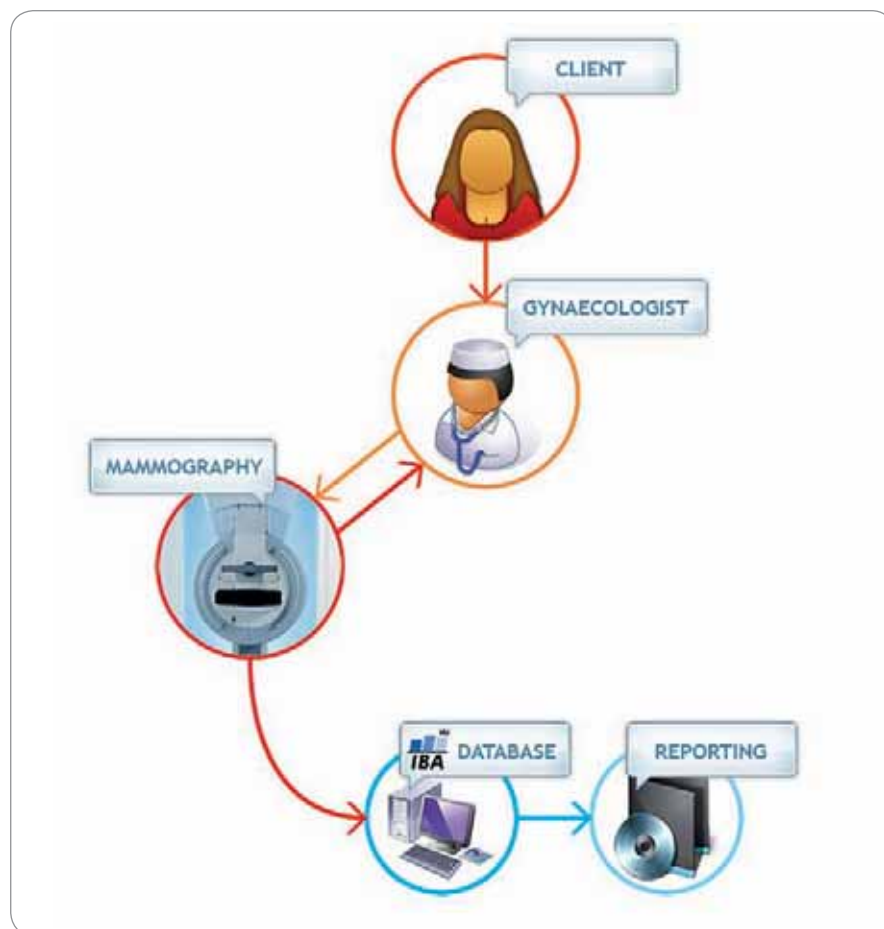 CLIENT
GYNAECOLOGIST
MAMMOGRAPHY
IBA DATABASE
REPORTING